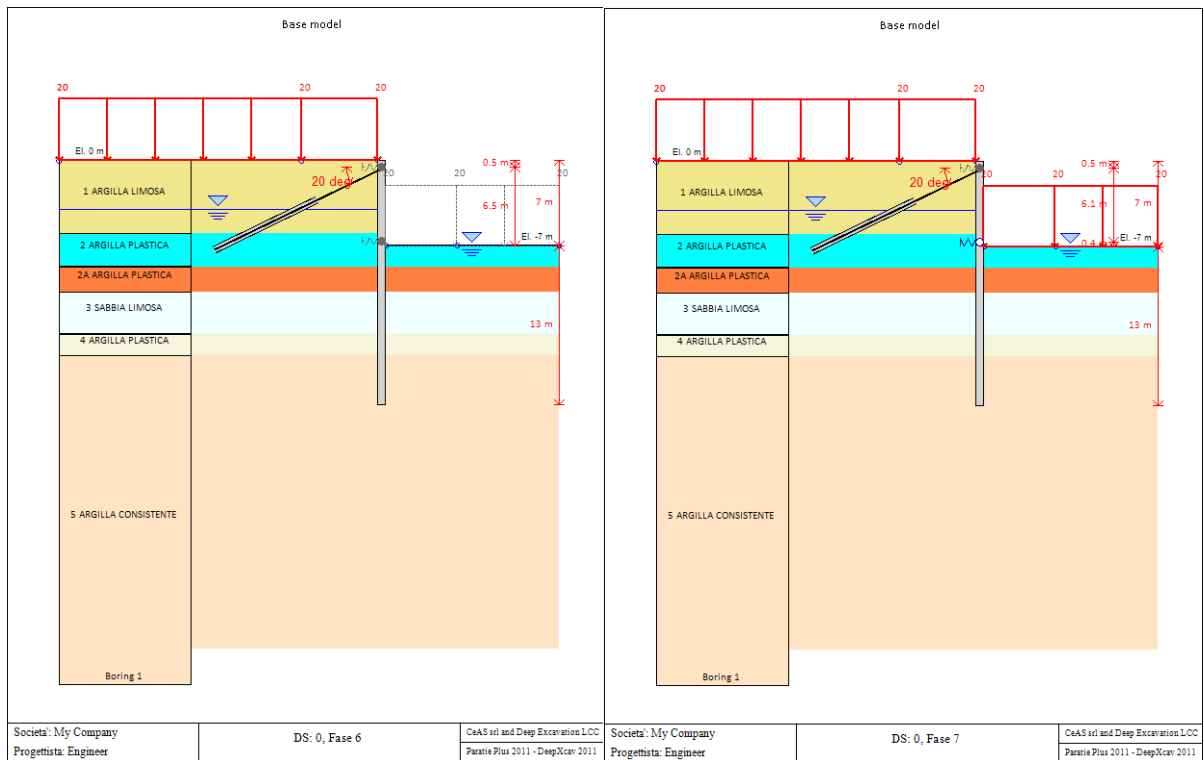 Base model
20
20
20
El. 0 m
0.5 m
20 deg
20
20
20
1 ARGILLA LIMOSA
6.5 m
7 m
El. -7 m
2 ARGILLA PLASTICA
2A ARGILLA PLASTICA
3 SABBIA LIMOSA
13 m
4 ARGILLA PLASTICA
5 ARGILLA CONSISTENTE
Boring 1
Societa': My Company
Progettista: Engineer
DS: 0, Fase 6
CeAS srl and Deep Excavation LCC
Paratie Plus 2011 - DeepXcav 2011
Base model
20
20
20
El. 0 m
0.5 m
20 deg
20
20
20
1 ARGILLA LIMOSA
6.1 m
7 m
0.4 m
El. -7 m
2 ARGILLA PLASTICA
2A ARGILLA PLASTICA
3 SABBIA LIMOSA
13 m
4 ARGILLA PLASTICA
5 ARGILLA CONSISTENTE
Boring 1
Societa': My Company
Progettista: Engineer
DS: 0, Fase 7
CeAS srl and Deep Excavation LCC
Paratie Plus 2011 - DeepXcav 2011